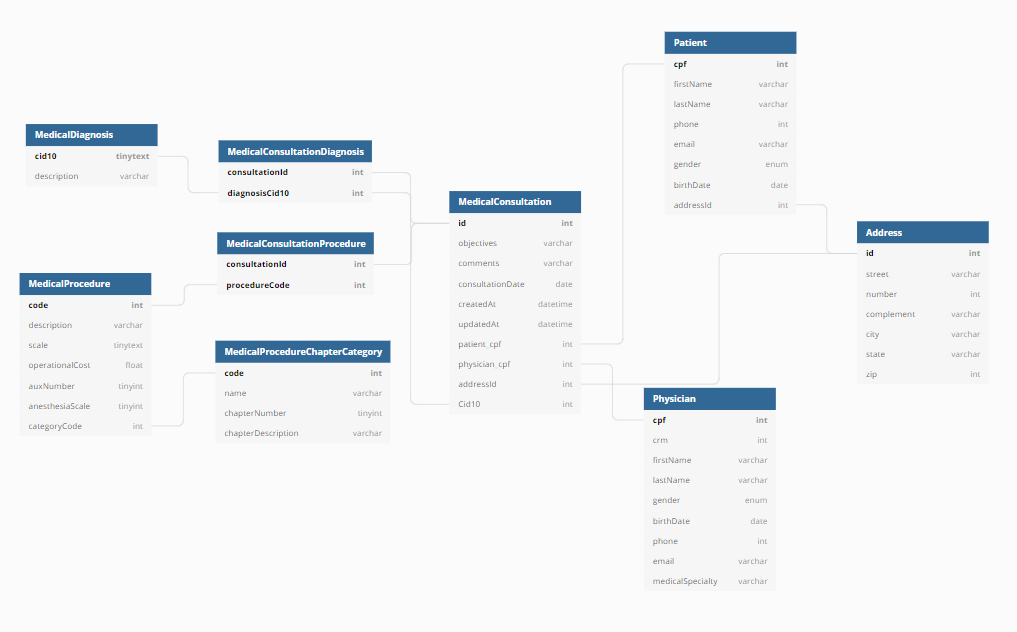 Patient
cpf int
firstName varchar
lastName varchar
phone int
email varchar
gender enum
birthDate date
addressId int
MedicalDiagnosis
cid10 tinytext
description varchar
MedicalConsultationDiagnosis
consultationId int
diagnosisCid10 int
MedicalConsultation
id int
objectives varchar
comments varchar
consultationDate date
createdAt datetime
updatedAt datetime
patient_cpf int
physician_cpf int
addressId int
Cid10 int
Address
id int
street varchar
number int
complement varchar
city varchar
state varchar
zip int
MedicalConsultationProcedure
consultationId int
procedureCode int
MedicalProcedure
code int
description varchar
scale tinytext
operationalCost float
auxNumber tinyint
anesthesiaScale tinyint
categoryCode int
MedicalProcedureChapterCategory
code int
name varchar
chapterNumber tinyint
chapterDescription varchar
Physician
cpf int
crm int
firstName varchar
lastName varchar
gender enum
birthDate date
phone int
email varchar
medicalSpecialty varchar